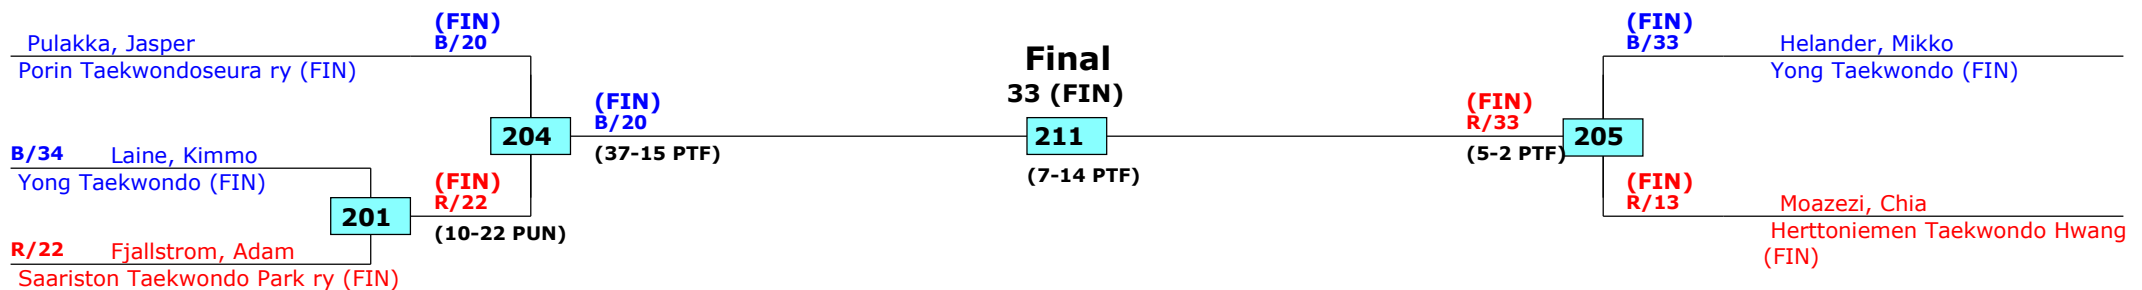 (FIN)
B/20
Pulakka, Jasper
Porin Taekwondoseura ry (FIN)
B/34 Laine, Kimmo
Yong Taekwondo (FIN)
R/22 Fjallstrom, Adam
Saariston Taekwondo Park ry (FIN)
201
(FIN)
R/22
(10-22 PUN)
204
(FIN)
B/20
(37-15 PTF)
Final
33 (FIN)
211
(7-14 PTF)
(FIN)
R/33
(5-2 PTF)
205
(FIN)
B/33
Helander, Mikko
Yong Taekwondo (FIN)
(FIN)
R/13
Moazezi, Chia
Herttoniemen Taekwondo Hwang
(FIN)